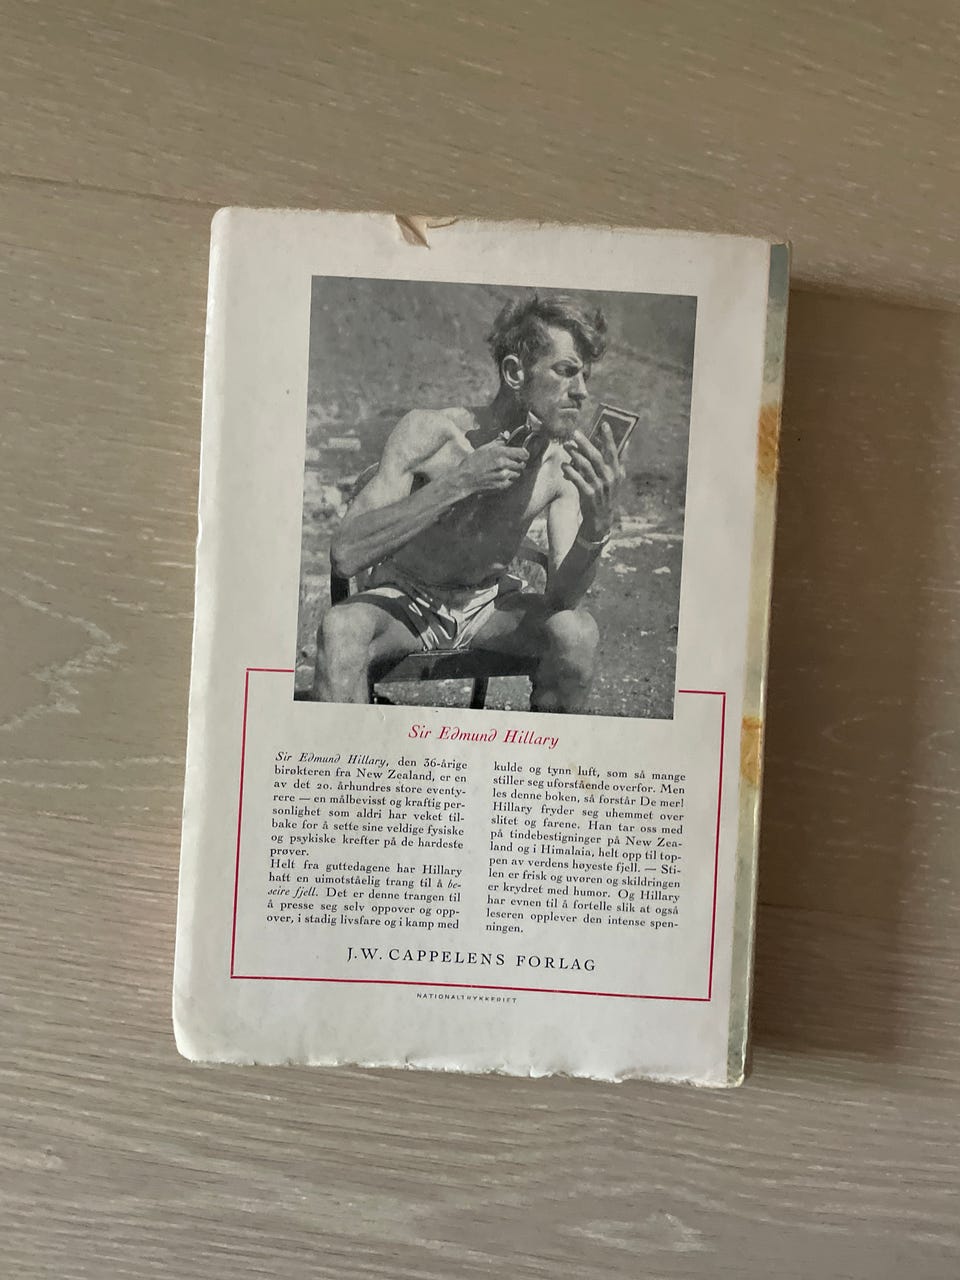 Sir Edmund Hillary
Sir Edmund Hillary, den 36-årige
birøkteren fra New Zealand, er en
av det 20. århundres store eventy-
rere — en målbevisst og kraftig per-
sonlighet som aldri har veket til-
bake for å sette sine veldige fysiske
og psykiske krefter på de hardeste
prøver.
Helt fra guttedagene har Hillary
hatt en uimotståelig trang til å be-
seire fjell. Det er denne trangen til
å presse seg selv oppover og opp-
over, i stadig livsfare og i kamp med
kulde og tynn luft, som så mange
stiller seg uforstående overfor. Men
les denne boken, så forstår De mer!
Hillary fryder seg uhemmet over
slitet og farene. Han tar oss med
på tindebestigninger på New Zea-
land og i Himalaia, helt opp til top-
pen av verdens høyeste fjell. — Sti-
len er frisk og uvøren og skildringen
er krydret med humor. Og Hillary
har evnen til å fortelle slik at også
leseren opplever den intense spen-
ningen.
J.W. CAPPELENS FORLAG
NATIONALTRYKKERIET